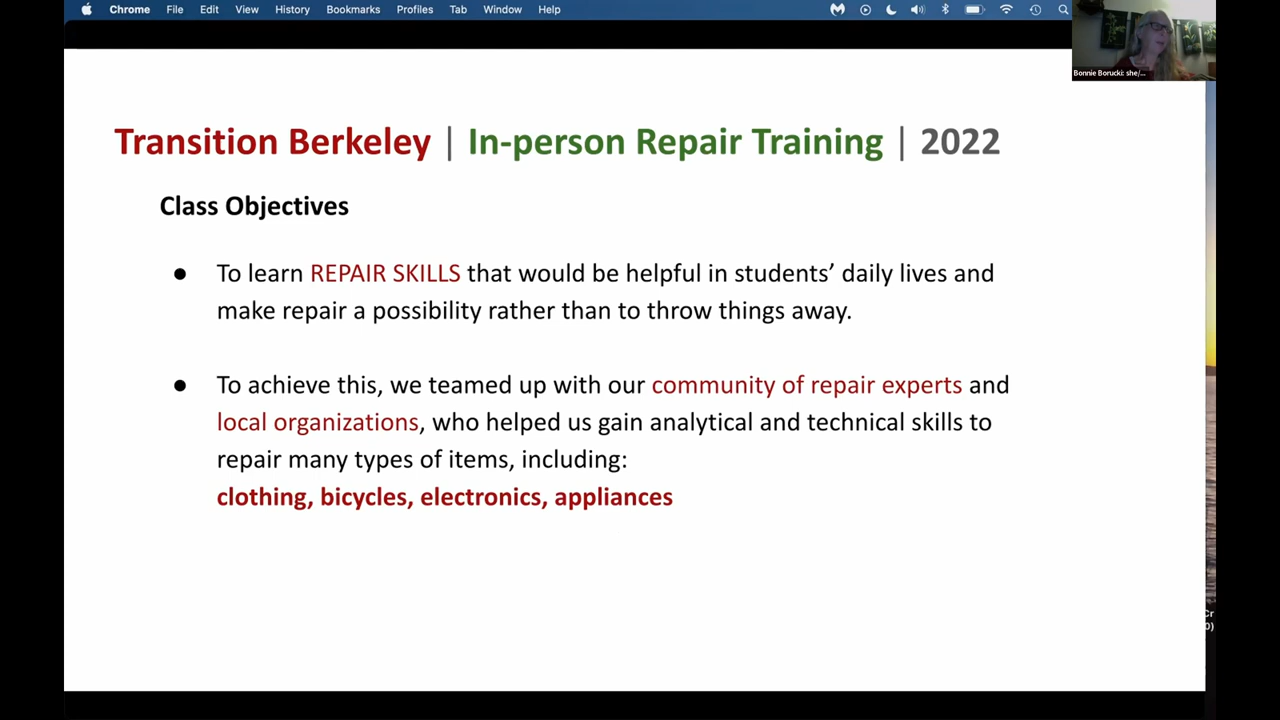 Chrome File Edit View History Bookmarks Profiles Tab Window Help
Bonnie Borucki: she/...
Transition Berkeley | In-person Repair Training | 2022
Class Objectives
● To learn REPAIR SKILLS that would be helpful in students’ daily lives and
make repair a possibility rather than to throw things away.
● To achieve this, we teamed up with our community of repair experts and
local organizations, who helped us gain analytical and technical skills to
repair many types of items, including:
clothing, bicycles, electronics, appliances
Cr
0)